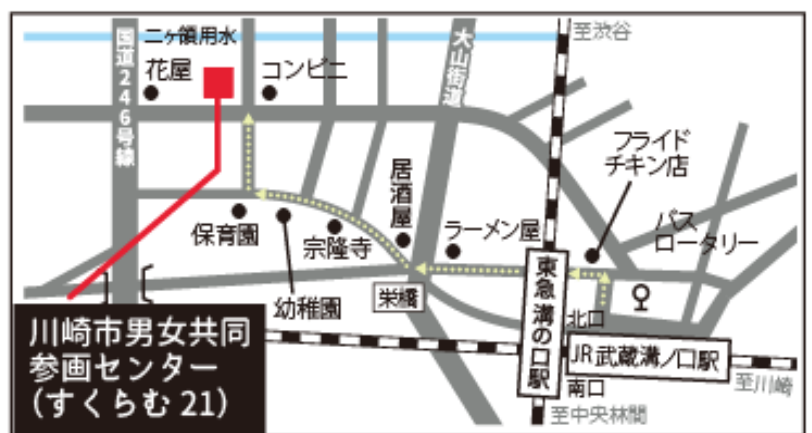 至渋谷
二ヶ領用水
国道246号線
花屋
コンビニ
大山街道
フライド
チキン店
居酒屋
保育園
宗隆寺
ラーメン屋
バス
ロータリー
幼稚園
栄橋
東急 溝の口駅
北口
JR 武蔵溝ノ口駅
南口
至川崎
至中央林間
川崎市男女共同
参画センター
(すくらむ 21)